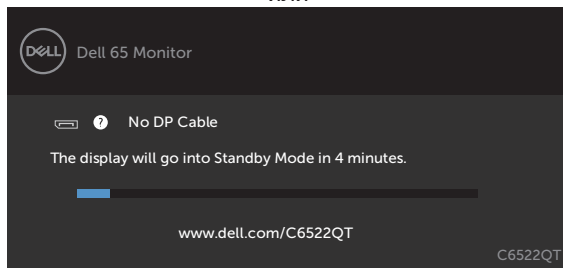 DELL
Dell 65 Monitor
? No DP Cable
The display will go into Standby Mode in 4 minutes.
www.dell.com/C6522QT
C6522QT